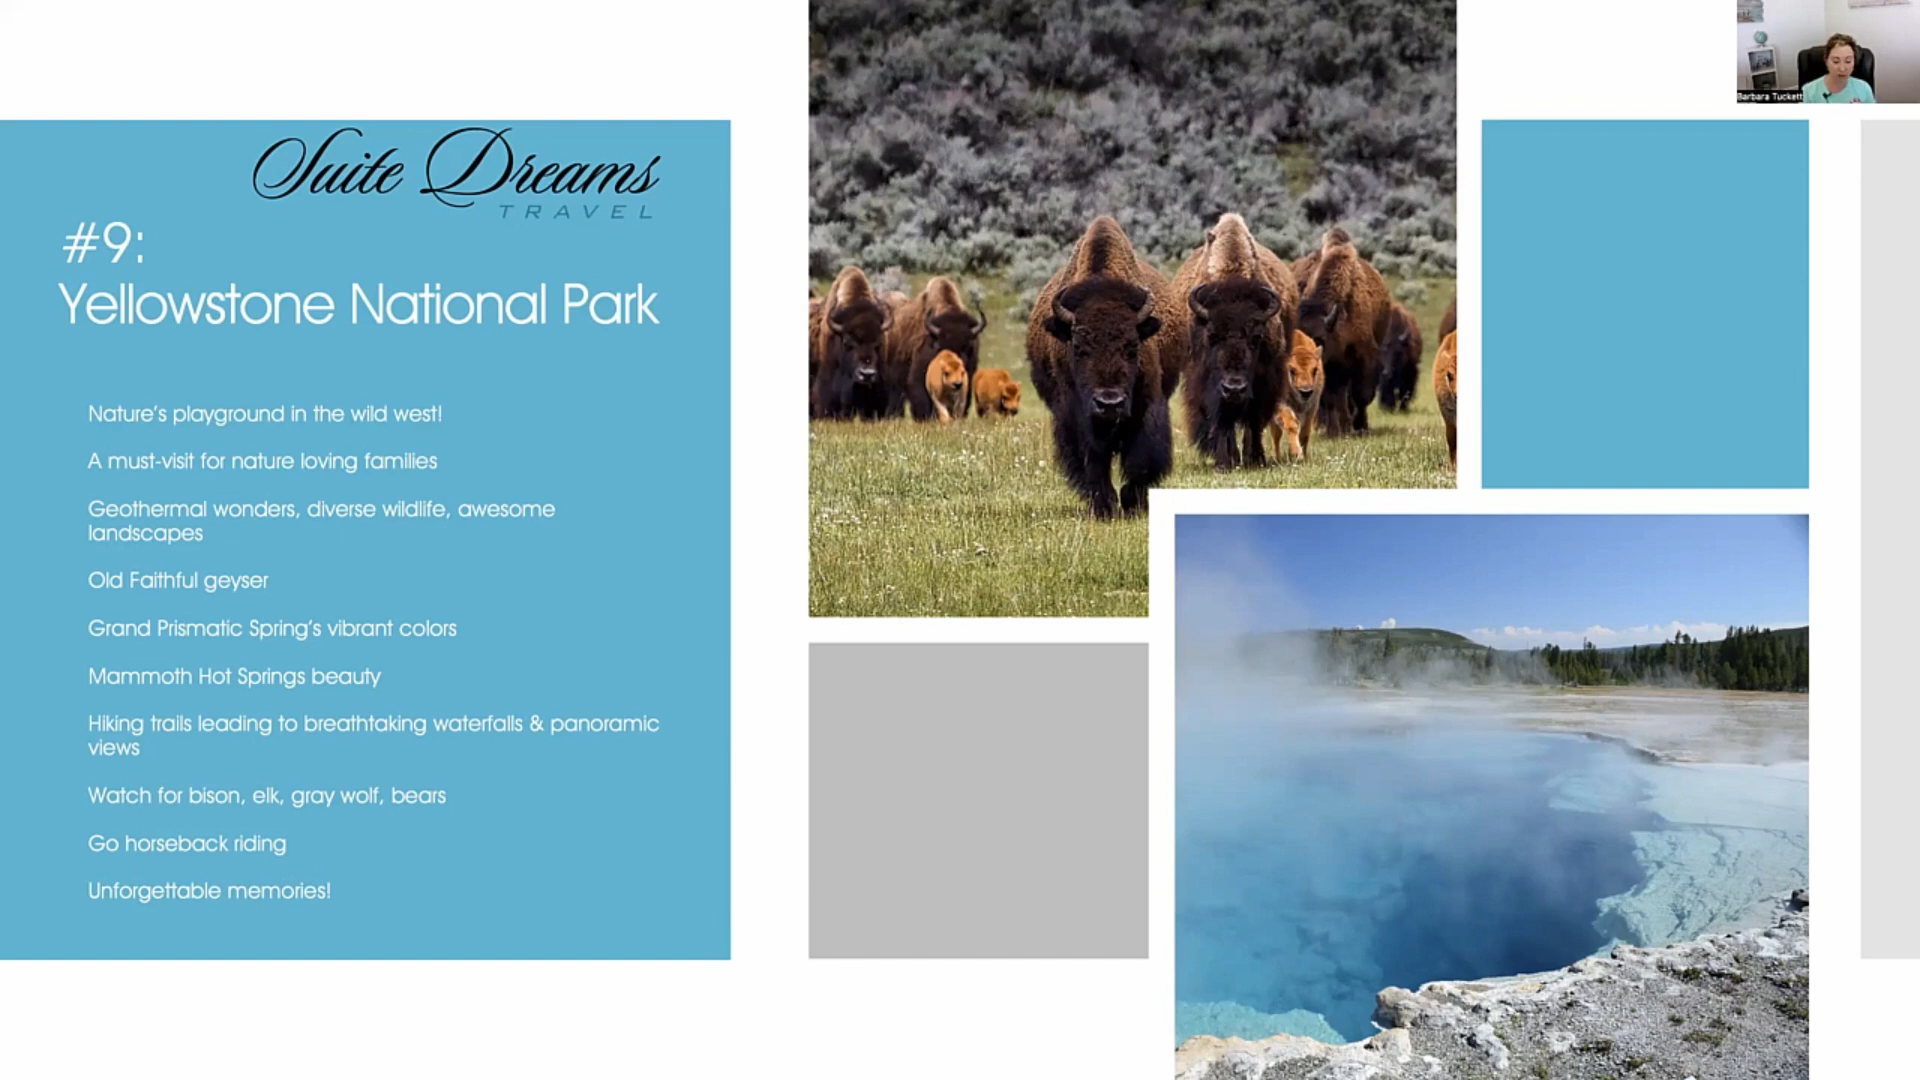 Suite Dreams
TRAVEL
#9:
Yellowstone National Park
Nature's playground in the wild west!
A must-visit for nature loving families
Geothermal wonders, diverse wildlife, awesome
landscapes
Old Faithful geyser
Grand Prismatic Spring's vibrant colors
Mammoth Hot Springs beauty
Hiking trails leading to breathtaking waterfalls & panoramic
views
Watch for bison, elk, gray wolf, bears
Go horseback riding
Unforgettable memories!
Barbara Tuckett